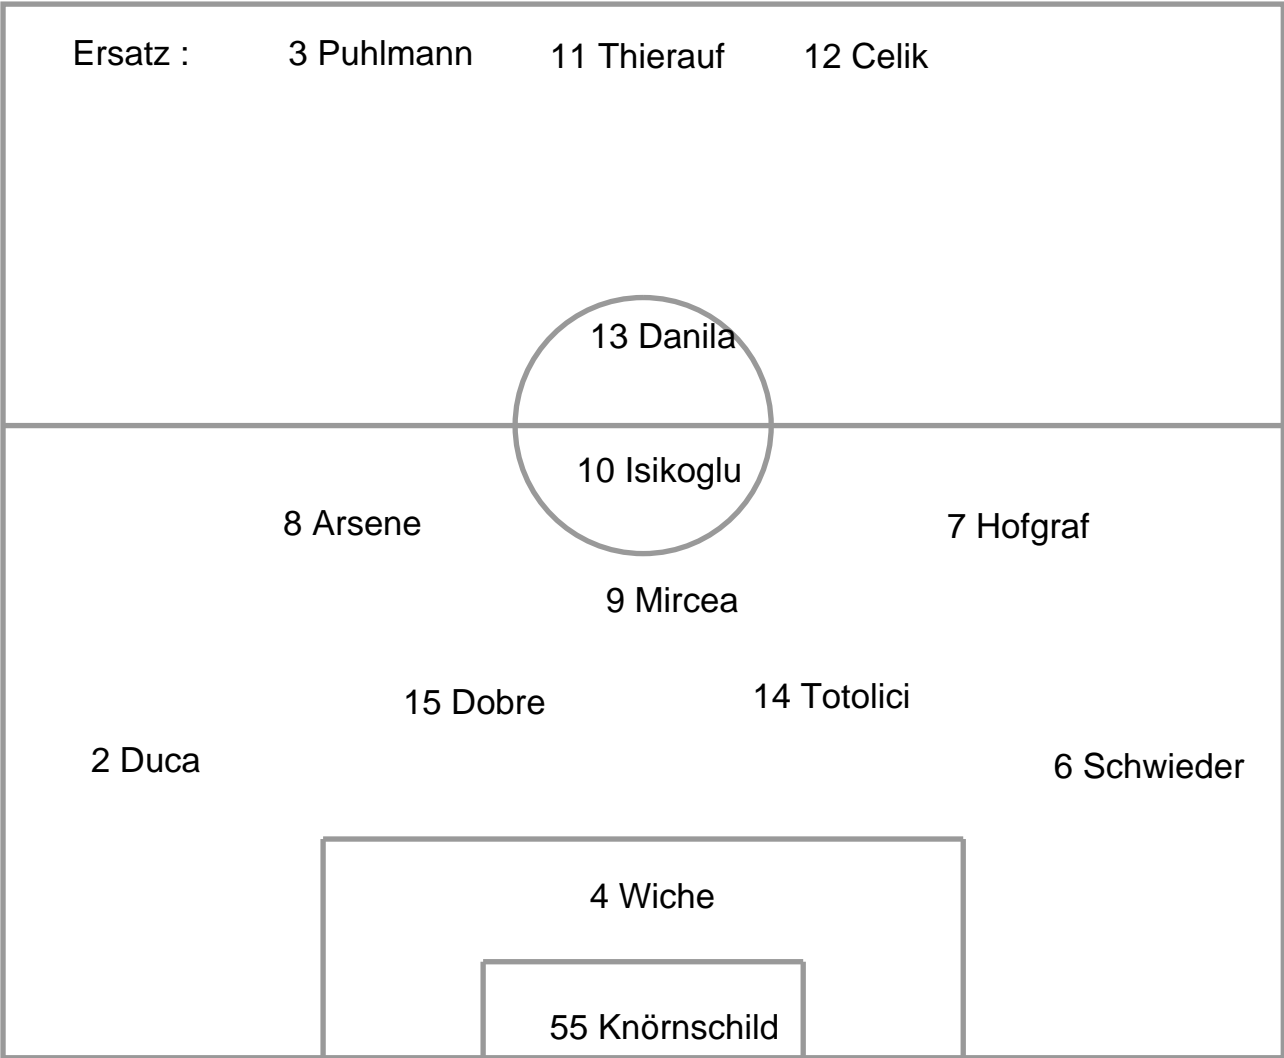 Ersatz : 3 Puhlmann 11 Thierauf 12 Celik
13 Danila
10 Isikoglu
8 Arsene 7 Hofgraf
9 Mircea
15 Dobre 14 Totolici
2 Duca 6 Schwieder
4 Wiche
55 Knörnschild